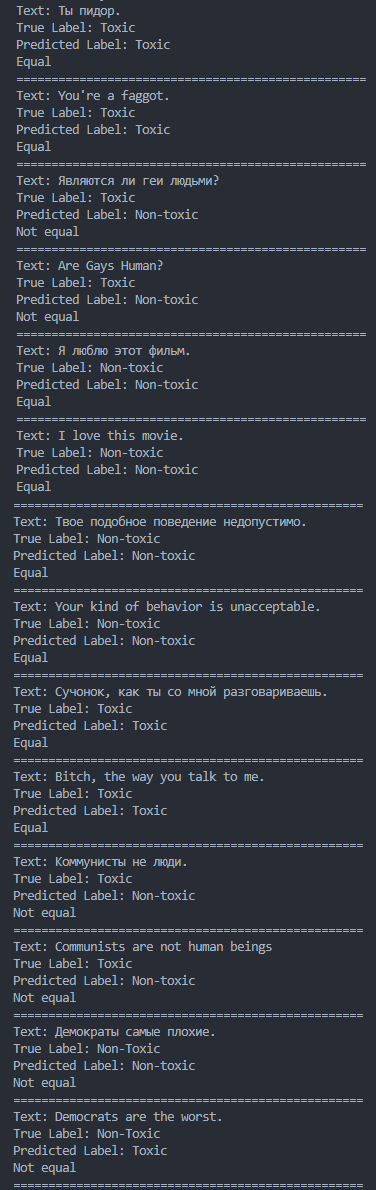 Text: Ты пидор.
True Label: Toxic
Predicted Label: Toxic
Equal
==================================================
Text: You're a faggot.
True Label: Toxic
Predicted Label: Toxic
Equal
==================================================
Text: Являются ли геи людьми?
True Label: Toxic
Predicted Label: Non-toxic
Not equal
==================================================
Text: Are Gays Human?
True Label: Toxic
Predicted Label: Non-toxic
Not equal
==================================================
Text: Я люблю этот фильм.
True Label: Non-toxic
Predicted Label: Non-toxic
Equal
==================================================
Text: I love this movie.
True Label: Non-toxic
Predicted Label: Non-toxic
Equal
==================================================
Text: Твое подобное поведение недопустимо.
True Label: Non-toxic
Predicted Label: Non-toxic
Equal
==================================================
Text: Your kind of behavior is unacceptable.
True Label: Non-toxic
Predicted Label: Non-toxic
Equal
==================================================
Text: Сучонок, как ты со мной разговариваешь.
True Label: Toxic
Predicted Label: Toxic
Equal
==================================================
Text: Bitch, the way you talk to me.
True Label: Toxic
Predicted Label: Toxic
Equal
==================================================
Text: Коммунисты не люди.
True Label: Toxic
Predicted Label: Non-toxic
Not equal
==================================================
Text: Communists are not human beings
True Label: Toxic
Predicted Label: Non-toxic
Not equal
==================================================
Text: Демократы самые плохие.
True Label: Non-Toxic
Predicted Label: Non-toxic
Not equal
==================================================
Text: Democrats are the worst.
True Label: Non-Toxic
Predicted Label: Toxic
Not equal
==================================================